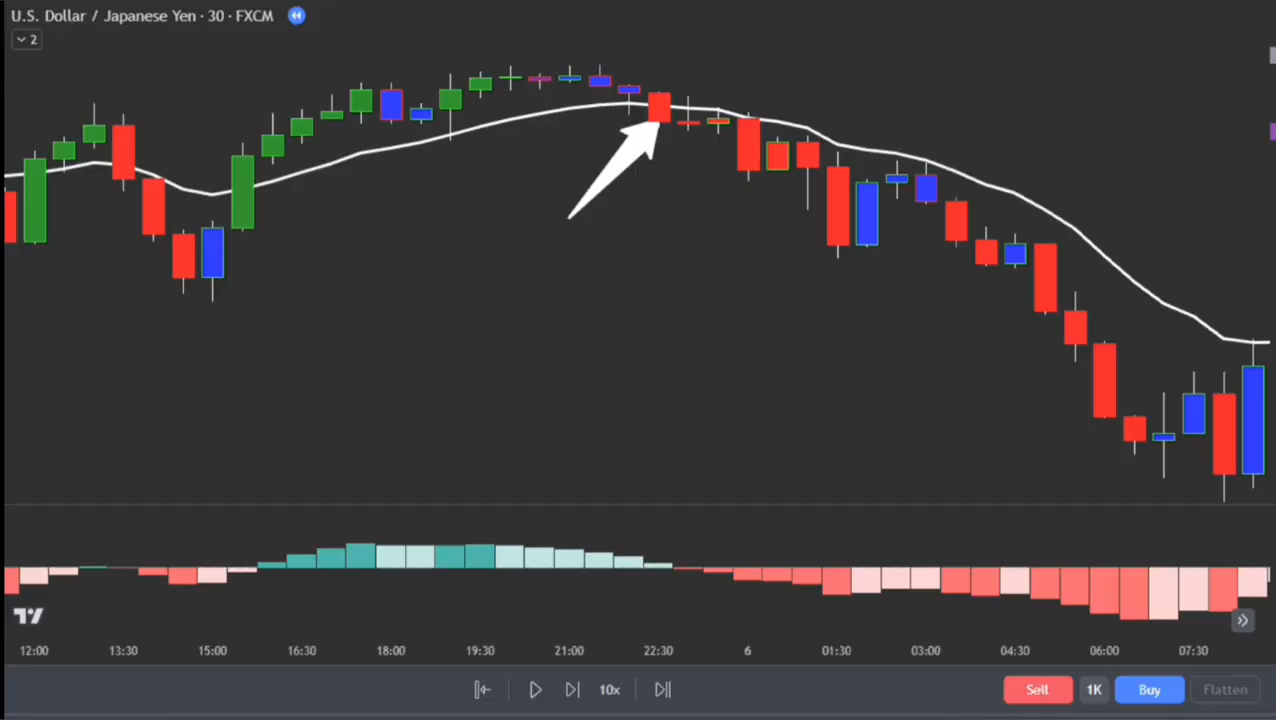 U.S. Dollar / Japanese Yen · 30 · FXCM
2
12:00 13:30 15:00 16:30 18:00 19:30 21:00 22:30 6 01:30 03:00 04:30 06:00 07:30
10x Sell 1K Buy Flatten